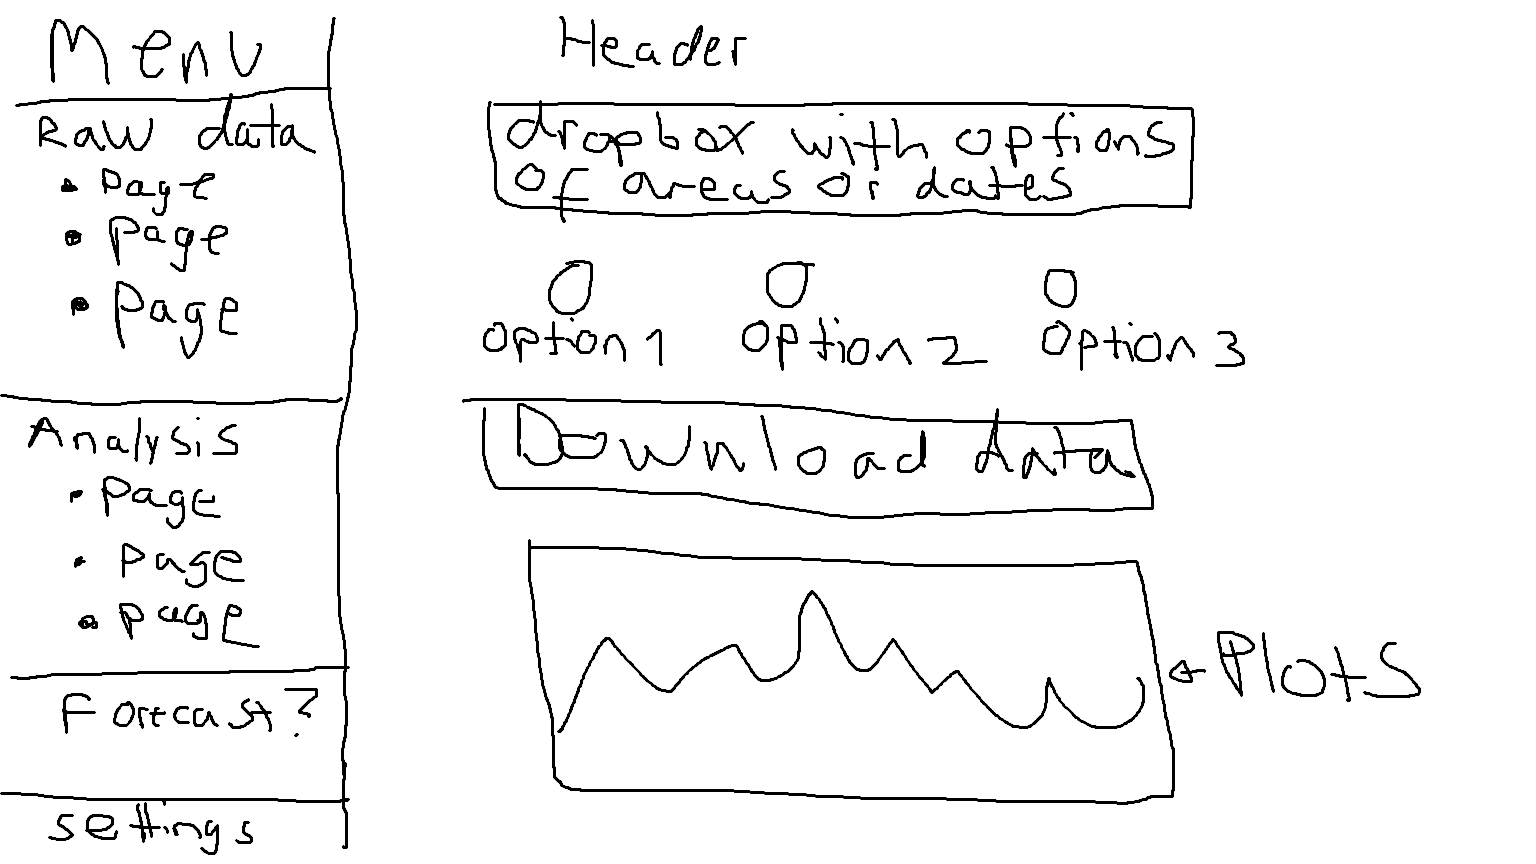 Menu
Raw data
• page
• page
• page
Analysis
• page
• page
• page
Forecast?
settings
Header
dropbox with options
of areas or dates
option 1
option 2
option 3
Download data
Plots